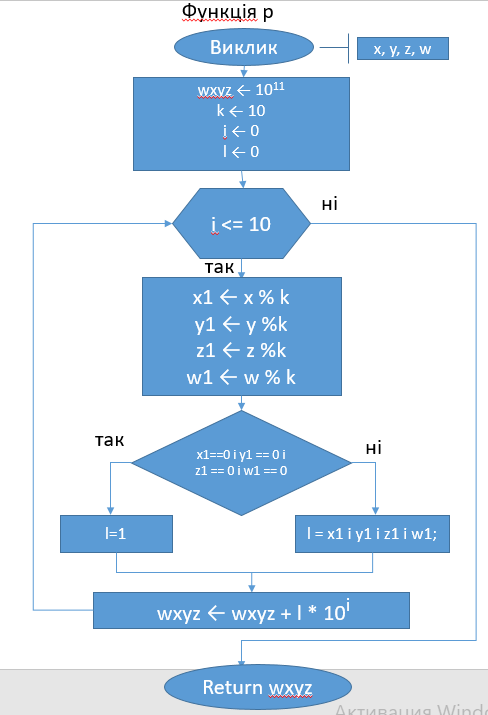 Функція p
Виклик
x, y, z, w
wxyz ← 10¹¹
k ← 10
i ← 0
l ← 0
ні
i <= 10
так
x1 ← x % k
y1 ← y %k
z1 ← z %k
w1 ← w % k
так
ні
x1==0 і y1 == 0 і
z1 == 0 і w1 == 0
l=1
l = x1 і y1 і z1 і w1;
wxyz ← wxyz + l * 10ⁱ
Return wxyz
Активация Windo